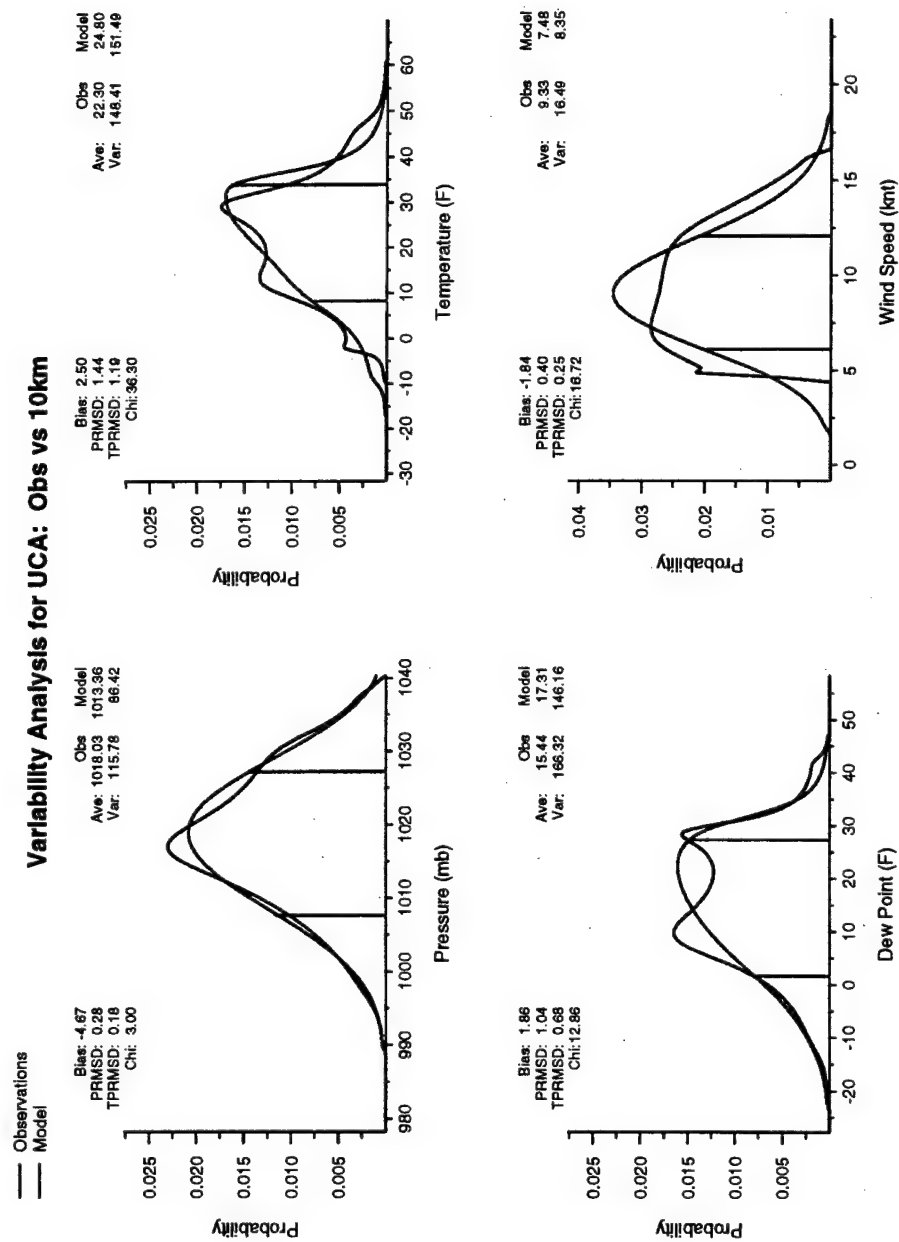 Observations
Model
Variability Analysis for UCA: Obs vs 10km
Bias: -4.67
PRMSD: 0.28
TPRMSD: 0.18
Chi: 3.00
Obs Model
Ave: 1018.03 1013.36
Var: 115.78 86.42
Probability
0.025
0.020
0.015
0.010
0.005
980 990 1000 1010 1020 1030 1040
Pressure (mb)
Bias: 2.50
PRMSD: 1.44
TPRMSD: 1.19
Chi: 36.30
Obs Model
Ave: 22.30 24.80
Var: 148.41 151.49
Probability
0.025
0.020
0.015
0.010
0.005
-30 -20 -10 0 10 20 30 40 50 60
Temperature (F)
Bias: 1.86
PRMSD: 1.04
TPRMSD: 0.68
Chi: 12.86
Obs Model
Ave: 15.44 17.31
Var: 166.32 146.16
Probability
0.025
0.020
0.015
0.010
0.005
-20 -10 0 10 20 30 40 50
Dew Point (F)
Bias: -1.84
PRMSD: 0.40
TPRMSD: 0.25
Chi: 16.72
Obs Model
Ave: 9.33 7.48
Var: 16.49 8.35
Probability
0.04
0.03
0.02
0.01
0 5 10 15 20
Wind Speed (knt)